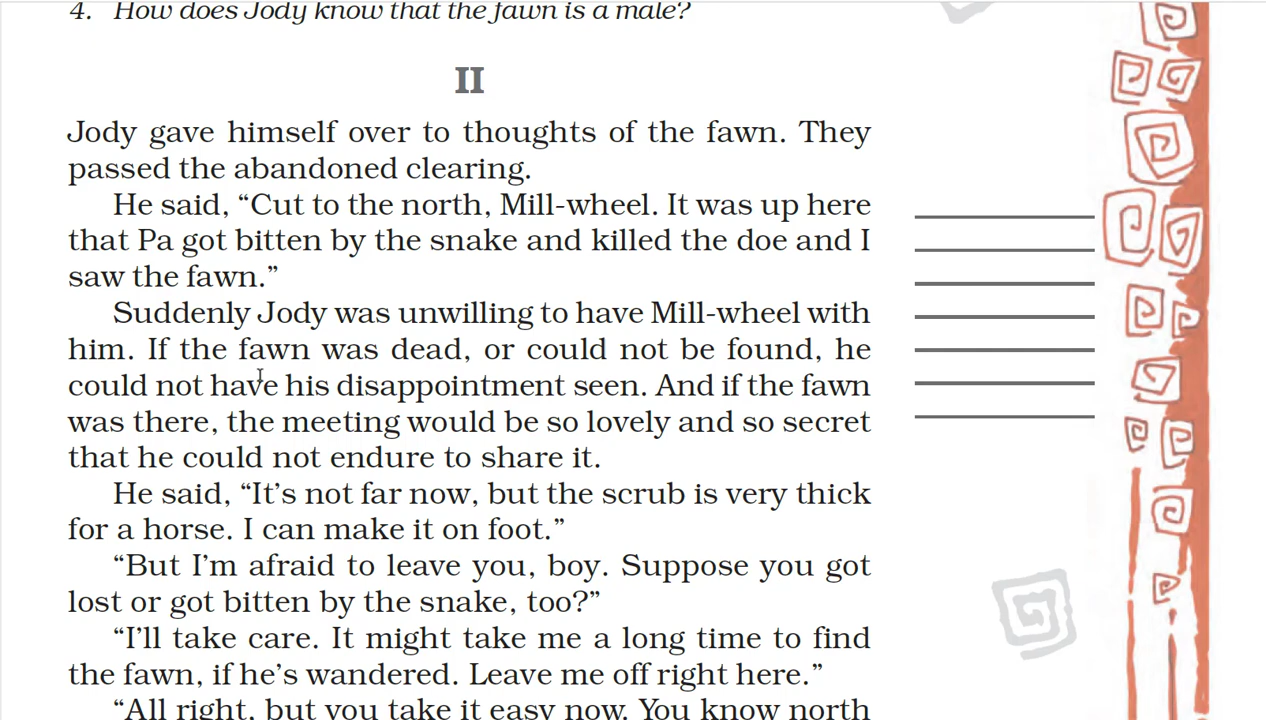 4. How does Jody know that the fawn is a male?
II
Jody gave himself over to thoughts of the fawn. They
passed the abandoned clearing.
He said, “Cut to the north, Mill-wheel. It was up here
that Pa got bitten by the snake and killed the doe and I
saw the fawn.”
Suddenly Jody was unwilling to have Mill-wheel with
him. If the fawn was dead, or could not be found, he
could not have his disappointment seen. And if the fawn
was there, the meeting would be so lovely and so secret
that he could not endure to share it.
He said, “It’s not far now, but the scrub is very thick
for a horse. I can make it on foot.”
“But I’m afraid to leave you, boy. Suppose you got
lost or got bitten by the snake, too?”
“I’ll take care. It might take me a long time to find
the fawn, if he’s wandered. Leave me off right here.”
“All right, but you take it easy now. You know north